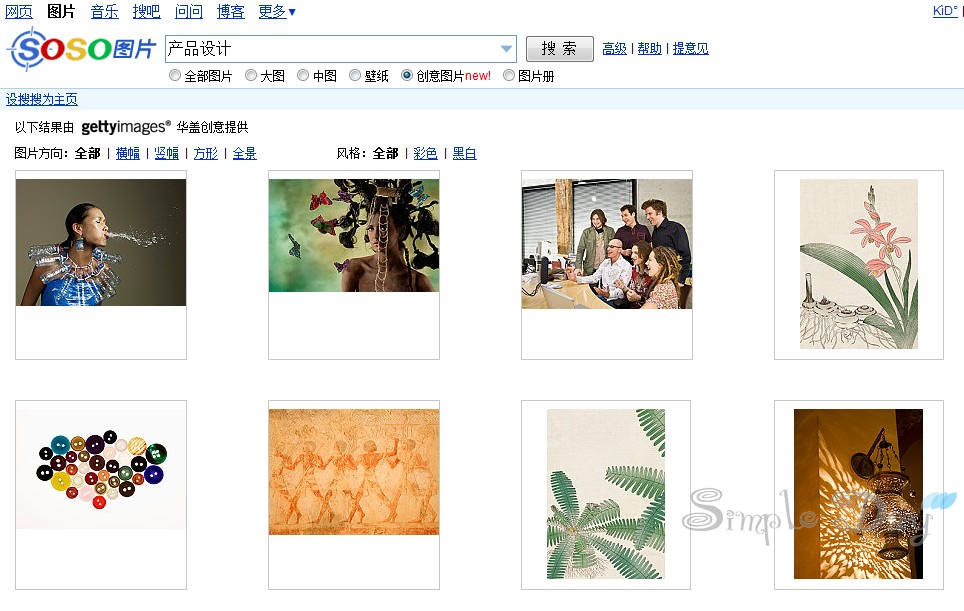 网页 图片 音乐 搜吧 问问 博客 更多▼ KiD°
SOSO图片 产品设计 搜 索 高级 | 帮助 | 提意见
全部图片 大图 中图 壁纸 创意图片new! 图片册
设搜搜为主页
以下结果由 gettyimages® 华盖创意提供
图片方向: 全部 | 横幅 | 竖幅 | 方形 | 全景 风格: 全部 | 彩色 | 黑白
Simple Day